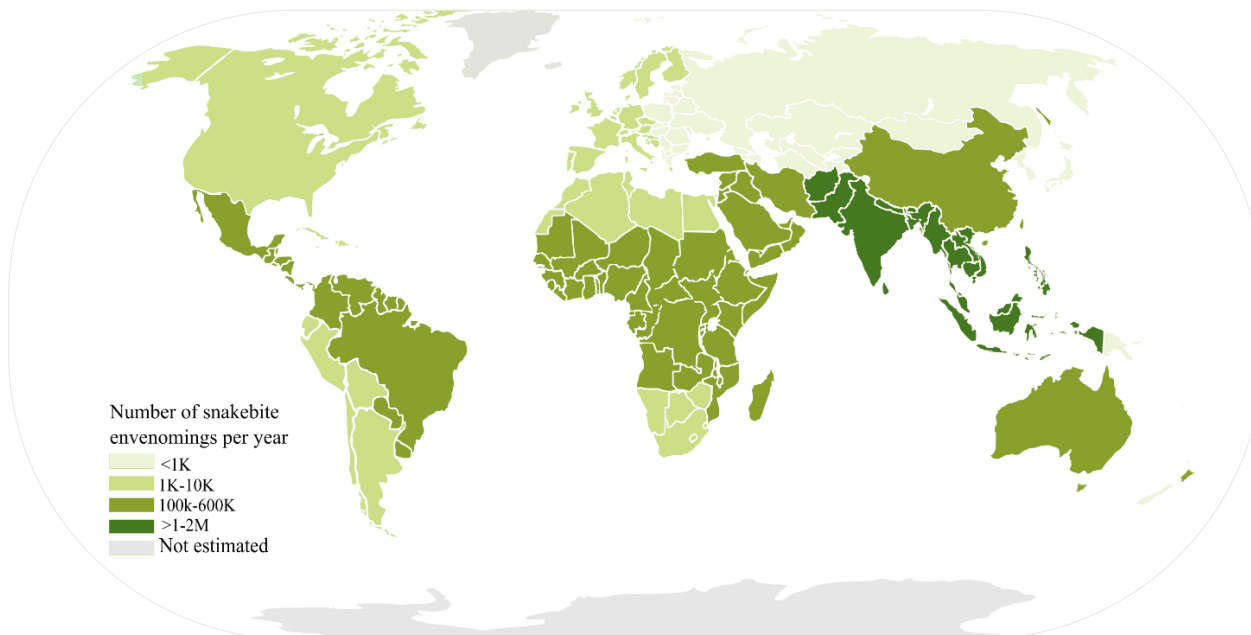 Number of snakebite
envenomings per year
<1K
1K-10K
100k-600K
>1-2M
Not estimated